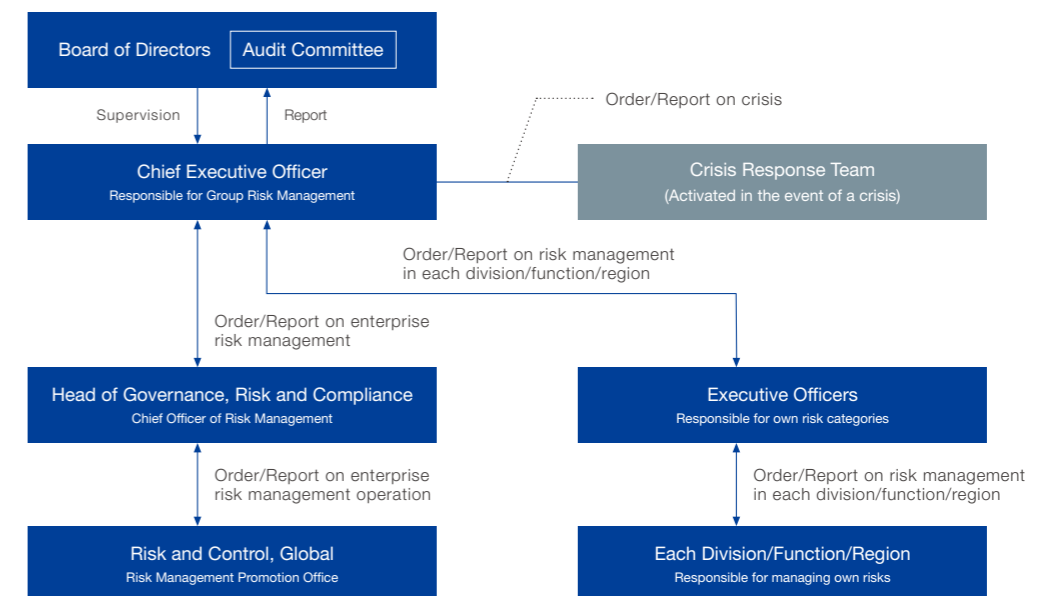 Board of Directors
Audit Committee
Order/Report on crisis
Supervision
Report
Chief Executive Officer
Responsible for Group Risk Management
Crisis Response Team
(Activated in the event of a crisis)
Order/Report on risk management
in each division/function/region
Order/Report on enterprise
risk management
Head of Governance, Risk and Compliance
Chief Officer of Risk Management
Executive Officers
Responsible for own risk categories
Order/Report on enterprise
risk management operation
Order/Report on risk management
in each division/function/region
Risk and Control, Global
Risk Management Promotion Office
Each Division/Function/Region
Responsible for managing own risks